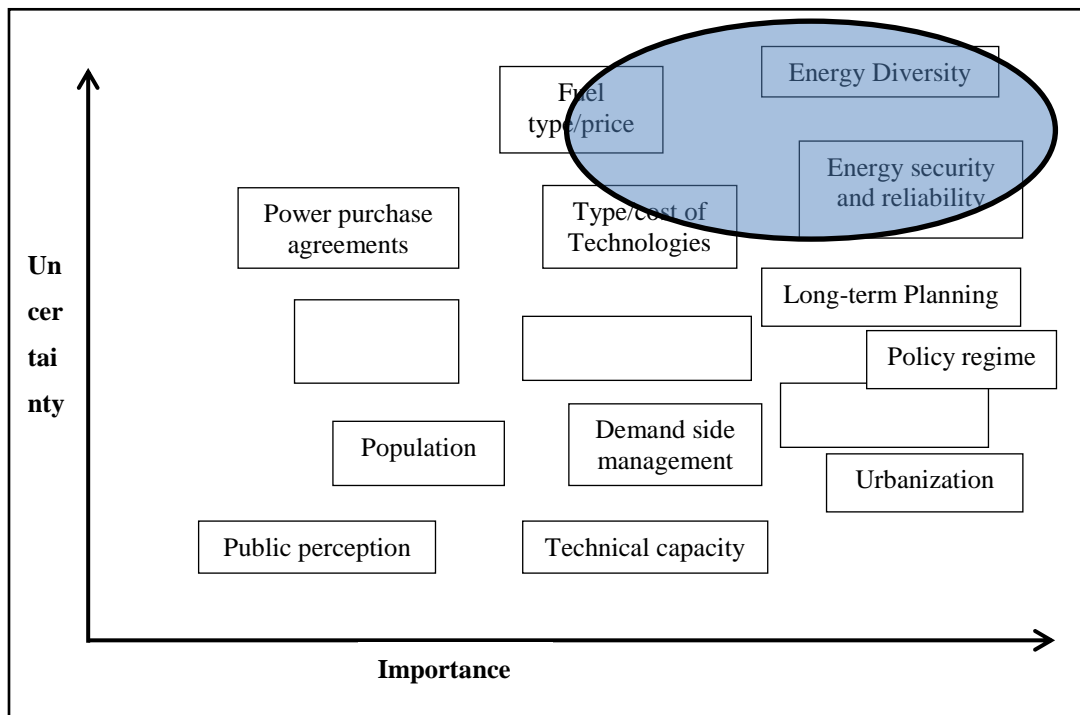 Energy Diversity
Fuel
type/price
Energy security
and reliability
Power purchase
agreements
Type/cost of
Technologies
Un
cer
tai
nty
Long-term Planning
Policy regime
Population
Demand side
management
Urbanization
Public perception
Technical capacity
Importance